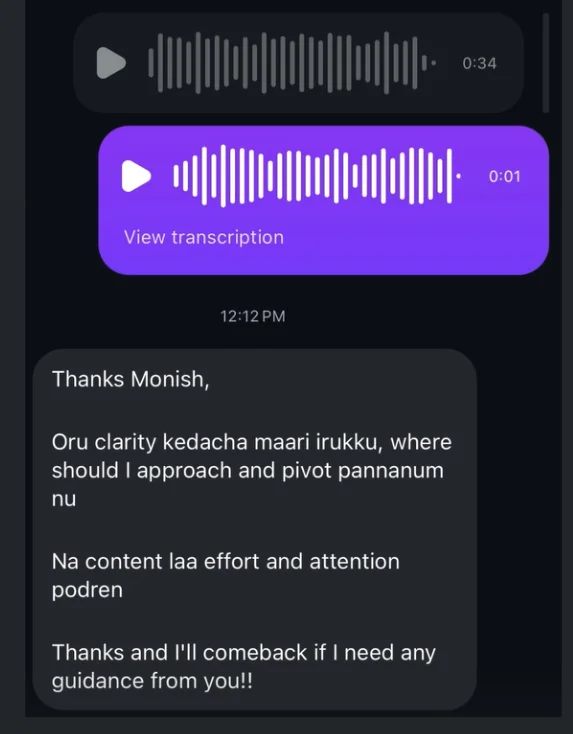 0:34
0:01
View transcription
12:12 PM
Thanks Monish,
Oru clarity kedacha maari irukku, where
should I approach and pivot pannanum
nu
Na content laa effort and attention
podren
Thanks and I'll comeback if I need any
guidance from you!!